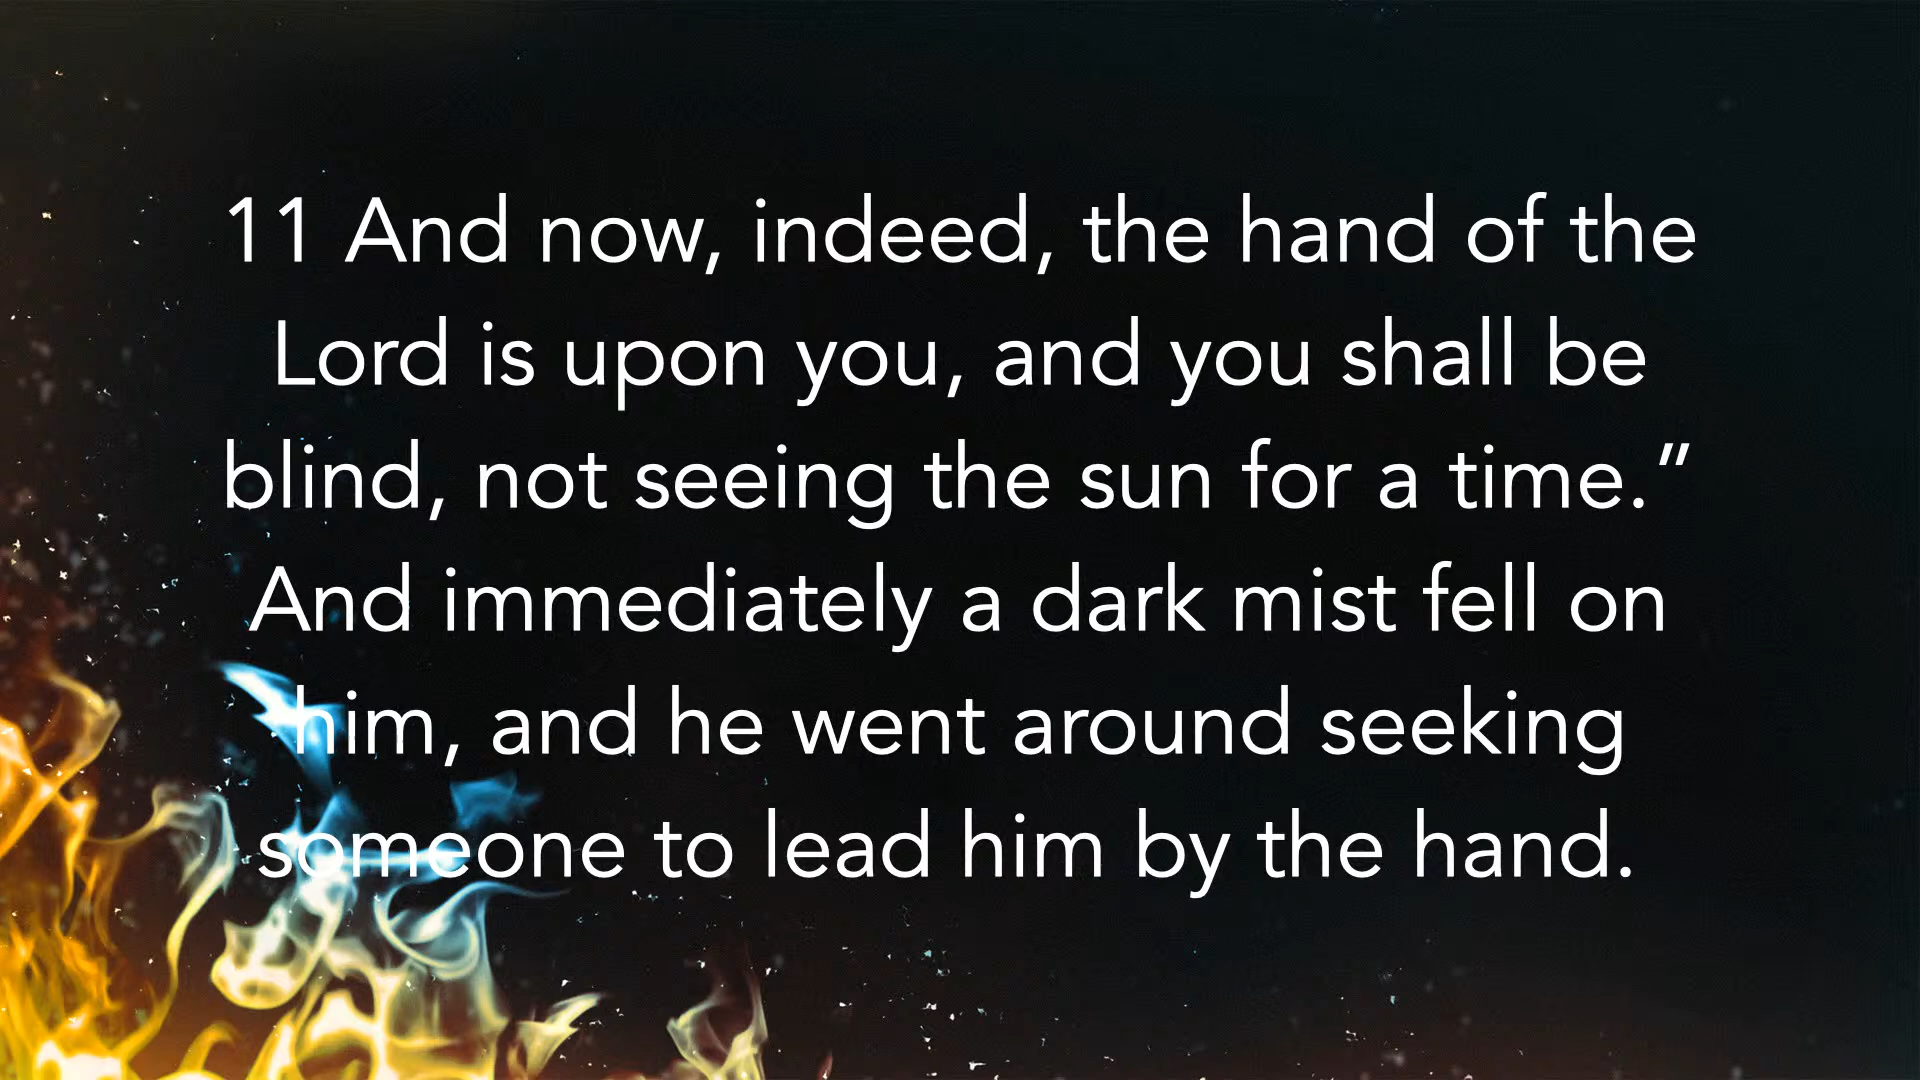 11 And now, indeed, the hand of the
Lord is upon you, and you shall be
blind, not seeing the sun for a time.”
And immediately a dark mist fell on
him, and he went around seeking
someone to lead him by the hand.